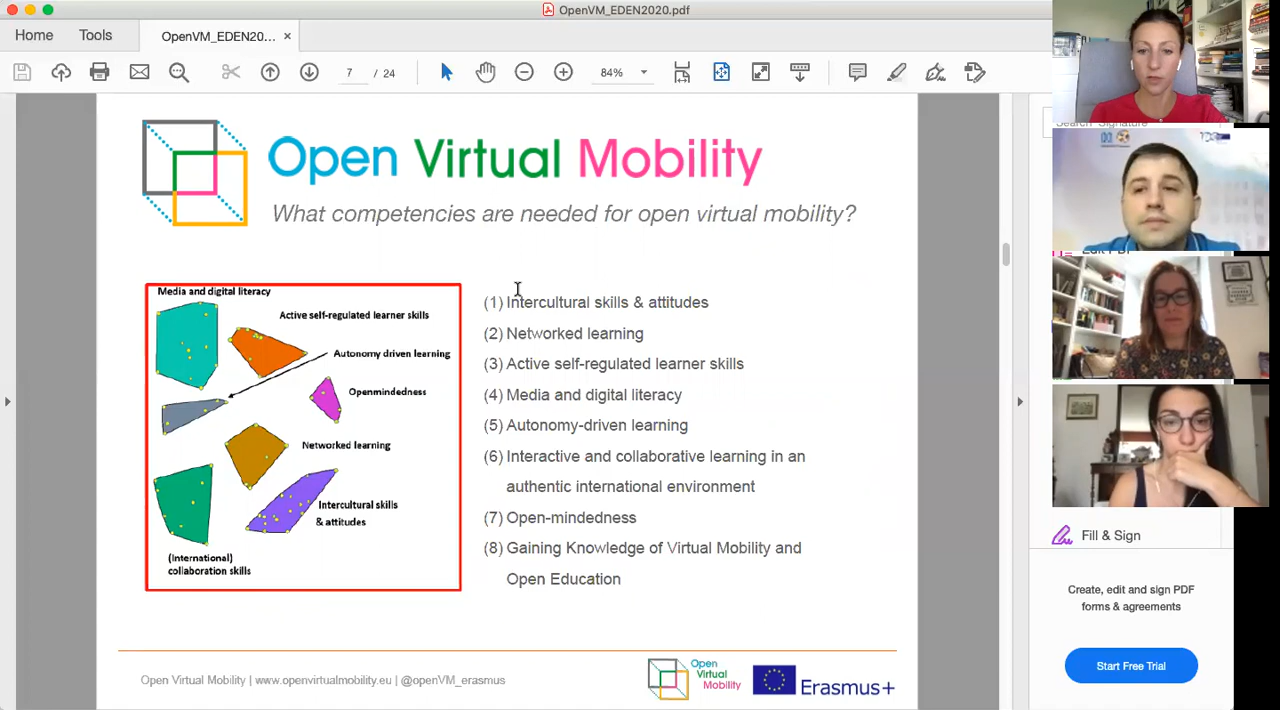 OpenVM_EDEN2020.pdf
Home
Tools
OpenVM_EDEN20... ×
7 / 24
84%
Open Virtual Mobility
What competencies are needed for open virtual mobility?
Media and digital literacy
Active self-regulated learner skills
Autonomy driven learning
Openmindedness
Networked learning
Intercultural skills
& attitudes
(International)
collaboration skills
(1) Intercultural skills & attitudes
(2) Networked learning
(3) Active self-regulated learner skills
(4) Media and digital literacy
(5) Autonomy-driven learning
(6) Interactive and collaborative learning in an
authentic international environment
(7) Open-mindedness
(8) Gaining Knowledge of Virtual Mobility and
Open Education
Open Virtual Mobility | www.openvirtualmobility.eu | @openVM_erasmus
Open
Virtual
Mobility
Erasmus+
Search 'Signature'
Edit PDF
Fill & Sign
Create, edit and sign PDF
forms & agreements
Start Free Trial